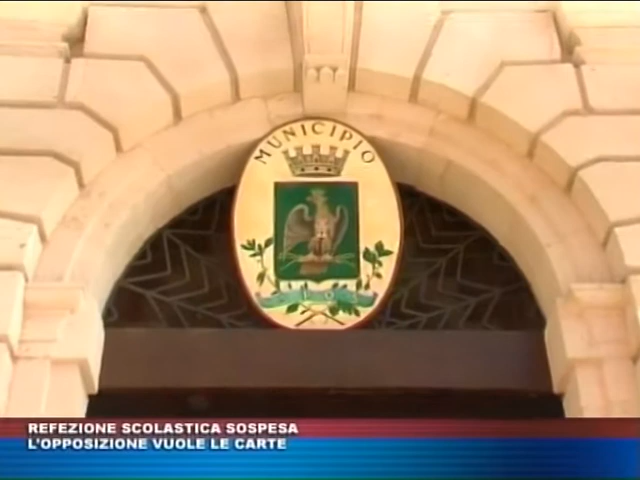 MUNICIPIO
REFEZIONE SCOLASTICA SOSPESA
L'OPPOSIZIONE VUOLE LE CARTE